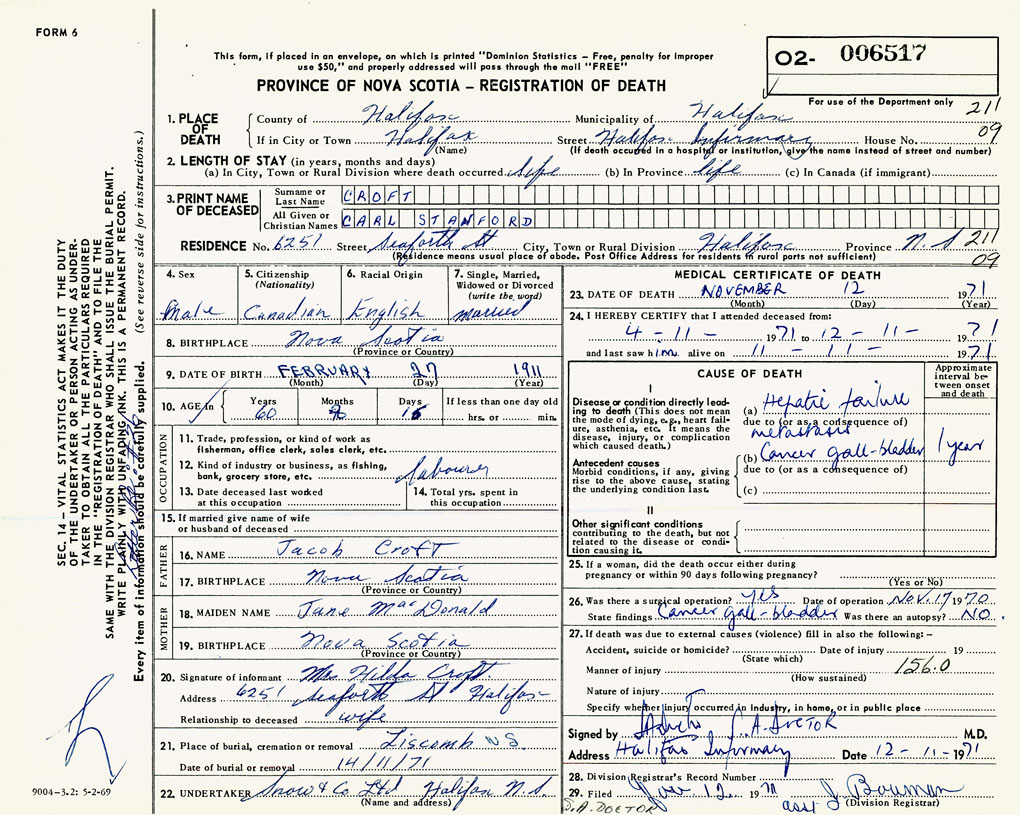 FORM 6
This form, if placed in an envelope, on which is printed "Dominion Statistics – Free, penalty for improper
use $50," and properly addressed will pass through the mail "FREE"
O2- 006517
PROVINCE OF NOVA SCOTIA – REGISTRATION OF DEATH
For use of the Department only
211
09
1. PLACE OF DEATH
County of Halifax Municipality of Halifax
If in City or Town Halifax Street Halifax Infirmary House No.
(Name) (If death occured in a hospital or institution, give the name instead of street and number)
2. LENGTH OF STAY (in years, months and days)
(a) In City, Town or Rural Division where death occurred life (b) In Province life (c) In Canada (if immigrant)
3. PRINT NAME OF DECEASED
Surname or Last Name CROFT
All Given or Christian Names CARL STANFORD
RESIDENCE No. 6251 Street Seaforth St City, Town or Rural Division Halifax Province N.S 211
09
(Residence means usual place of abode. Post Office Address for residents in rural ports not sufficient)
4. Sex
Male
5. Citizenship (Nationality)
Canadian
6. Racial Origin
English
7. Single, Married, Widowed or Divorced (write the word)
married
8. BIRTHPLACE Nova Scotia
(Province or Country)
9. DATE OF BIRTH FEBRUARY 27 1911
(Month) (Day) (Year)
10. AGE in Years 60 Months Days If less than one day old
hrs. or min.
OCCUPATION
11. Trade, profession, or kind of work as
fisherman, office clerk, sales clerk, etc.
12. Kind of industry or business, as fishing,
bank, grocery store, etc. labourer
13. Date deceased last worked
at this occupation
14. Total yrs. spent in
this occupation
15. If married give name of wife
or husband of deceased
FATHER
16. NAME Jacob Croft
17. BIRTHPLACE Nova Scotia
(Province or Country)
MOTHER
18. MAIDEN NAME Jane MacDonald
19. BIRTHPLACE Nova Scotia
(Province or Country)
20. Signature of informant Mrs Hilda Croft
Address 6251 Seaforth St Halifax
Relationship to deceased wife
21. Place of burial, cremation or removal Liscomb N S
Date of burial or removal 14/11/71
22. UNDERTAKER Snow & Co Ltd Halifax N.S.
(Name and address)
MEDICAL CERTIFICATE OF DEATH
23. DATE OF DEATH NOVEMBER 12 1971
(Month) (Day) (Year)
24. I HEREBY CERTIFY that I attended deceased from:
4 - 11 - 1971 to 12 - 11 - 71
and last saw him alive on 11 - 11 - 1971
CAUSE OF DEATH
Approximate interval between onset and death
I
Disease or condition directly leading to death (This does not mean the mode of dying, e.g., heart failure, asthenia, etc. It means the disease, injury, or complication which caused death.)
(a) Hepatic failure
due to (or as a consequence of)
metastasis
(b) Cancer gall-bladder 1 year
due to (or as a consequence of)
(c)
Antecedent causes
Morbid conditions, if any, giving rise to the above cause, stating the underlying condition last.
II
Other significant conditions
contributing to the death, but not related to the disease or condition causing it.
25. If a woman, did the death occur either during
pregnancy or within 90 days following pregnancy?
(Yes or No)
26. Was there a surgical operation? Yes Date of operation Nov. 17 1970
State findings Cancer gall-bladder Was there an autopsy? NO
27. If death was due to external causes (violence) fill in also the following: –
Accident, suicide or homicide? Date of injury 19
(State which)
Manner of injury 156.0
(How sustained)
Nature of injury
Specify whether injury occurred in Industry, in home, or in public place
Signed by M.D.
Address Halifax Infirmary Date 12 - 11 - 1971
28. Division Registrar's Record Number
29. Filed Nov 12 1971 asst J Bowman
(Division Registrar)
SEC. 14 – VITAL STATISTICS ACT MAKES IT THE DUTY
OF THE UNDERTAKER OR PERSON ACTING AS UNDER-
TAKER TO OBTAIN ALL THE PARTICULARS REQUIRED
IN THE "REGISTRATION OF DEATH" AND TO FILE THE
SAME WITH THE DIVISION REGISTRAR WHO SHALL ISSUE THE BURIAL PERMIT.
WRITE PLAINLY WITH UNFADING INK. THIS IS A PERMANENT RECORD.
Every item of information should be carefully supplied. (See reverse side for instructions.)
9004–3.2: 5-2-69